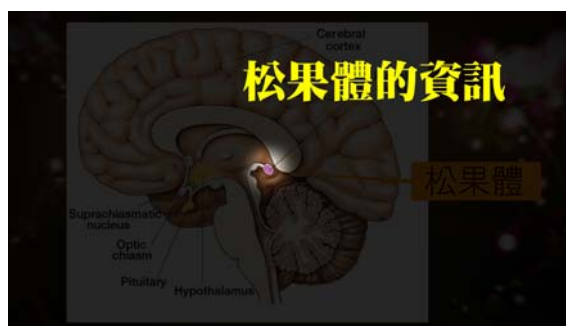 Cerebral
cortex
松果體的資訊
松果體
Suprachiasmatic
nucleus
Optic
chiasm
Pituitary
Hypothalamus